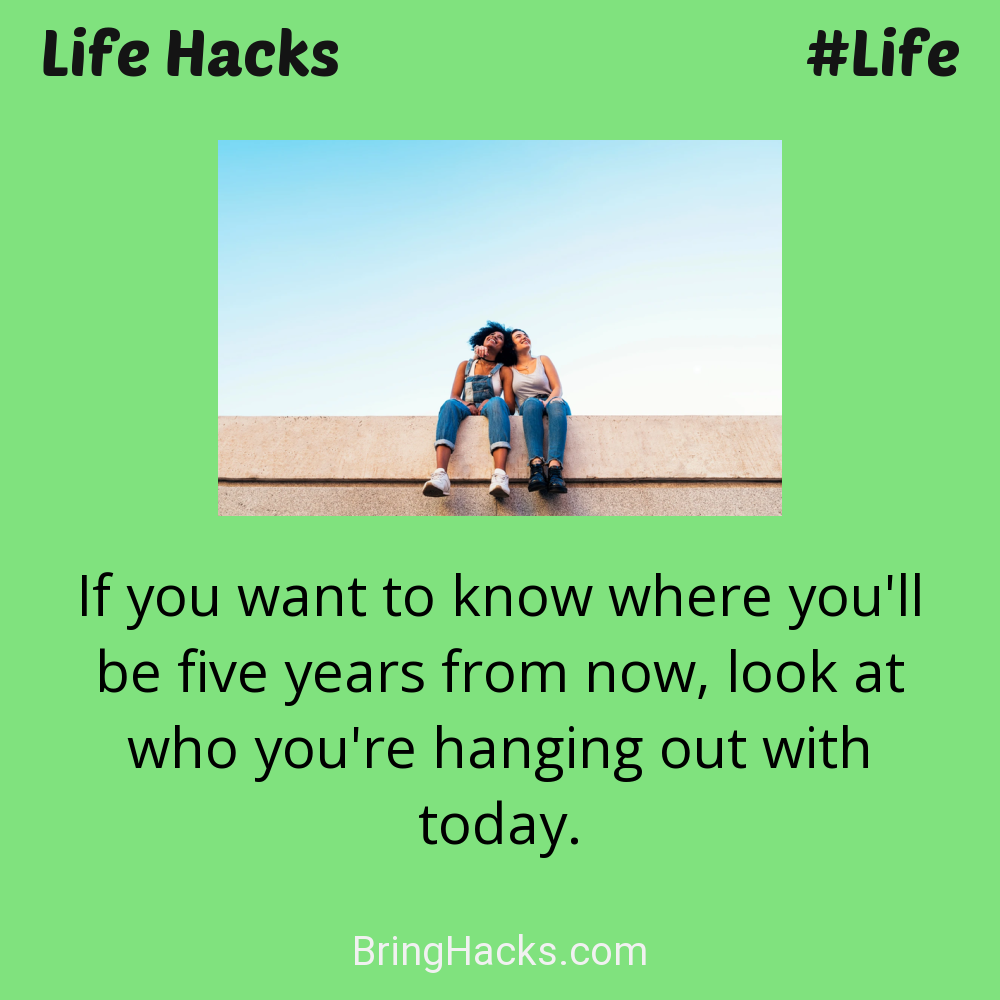 Life Hacks
#Life
If you want to know where you'll
be five years from now, look at
who you're hanging out with
today.
BringHacks.com